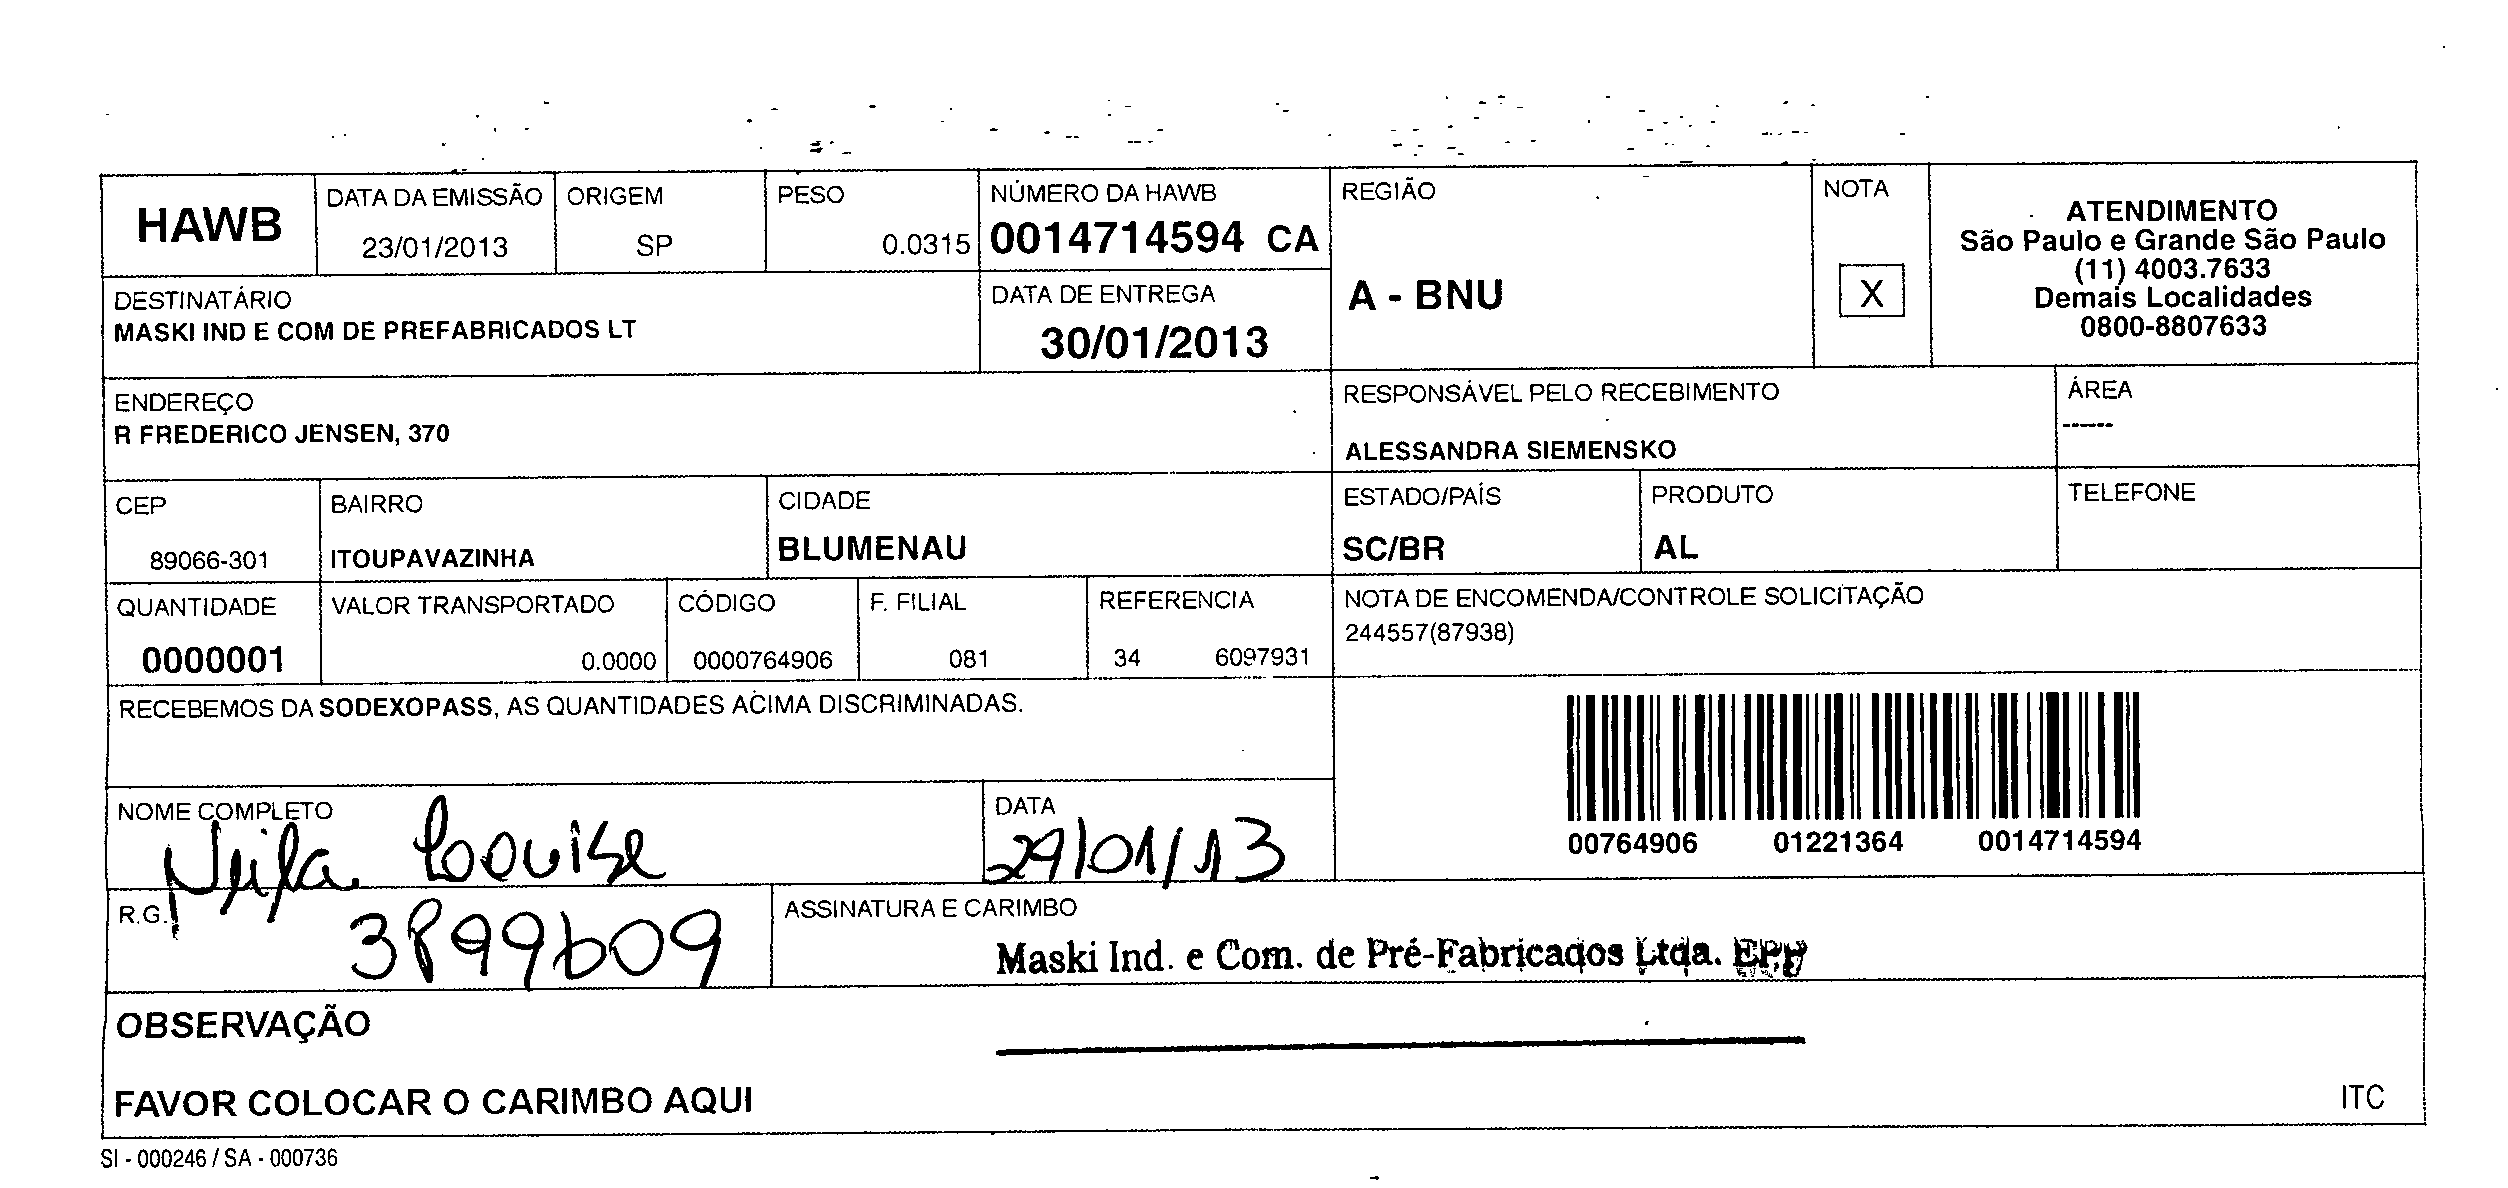 HAWB
DATA DA EMISSÃO
23/01/2013
ORIGEM
SP
PESO
0.0315
NÚMERO DA HAWB
0014714594 CA
REGIÃO
A - BNU
NOTA
X
ATENDIMENTO
São Paulo e Grande São Paulo
(11) 4003.7633
Demais Localidades
0800-8807633
DESTINATÁRIO
MASKI IND E COM DE PREFABRICADOS LT
DATA DE ENTREGA
30/01/2013
ENDEREÇO
R FREDERICO JENSEN, 370
RESPONSÁVEL PELO RECEBIMENTO
ALESSANDRA SIEMENSKO
ÁREA
------
CEP
89066-301
BAIRRO
ITOUPAVAZINHA
CIDADE
BLUMENAU
ESTADO/PAÍS
SC/BR
PRODUTO
AL
TELEFONE
QUANTIDADE
0000001
VALOR TRANSPORTADO
0.0000
CÓDIGO
0000764906
F. FILIAL
081
REFERENCIA
34 6097931
NOTA DE ENCOMENDA/CONTROLE SOLICITAÇÃO
244557(87938)
RECEBEMOS DA SODEXOPASS, AS QUANTIDADES ACIMA DISCRIMINADAS.
00764906 01221364 0014714594
NOME COMPLETO
DATA
29/01/13
R.G.
3899609
ASSINATURA E CARIMBO
Maski Ind. e Com. de Pré-Fabricados Ltda. EPP
OBSERVAÇÃO
FAVOR COLOCAR O CARIMBO AQUI
ITC
SI - 000246 / SA - 000736